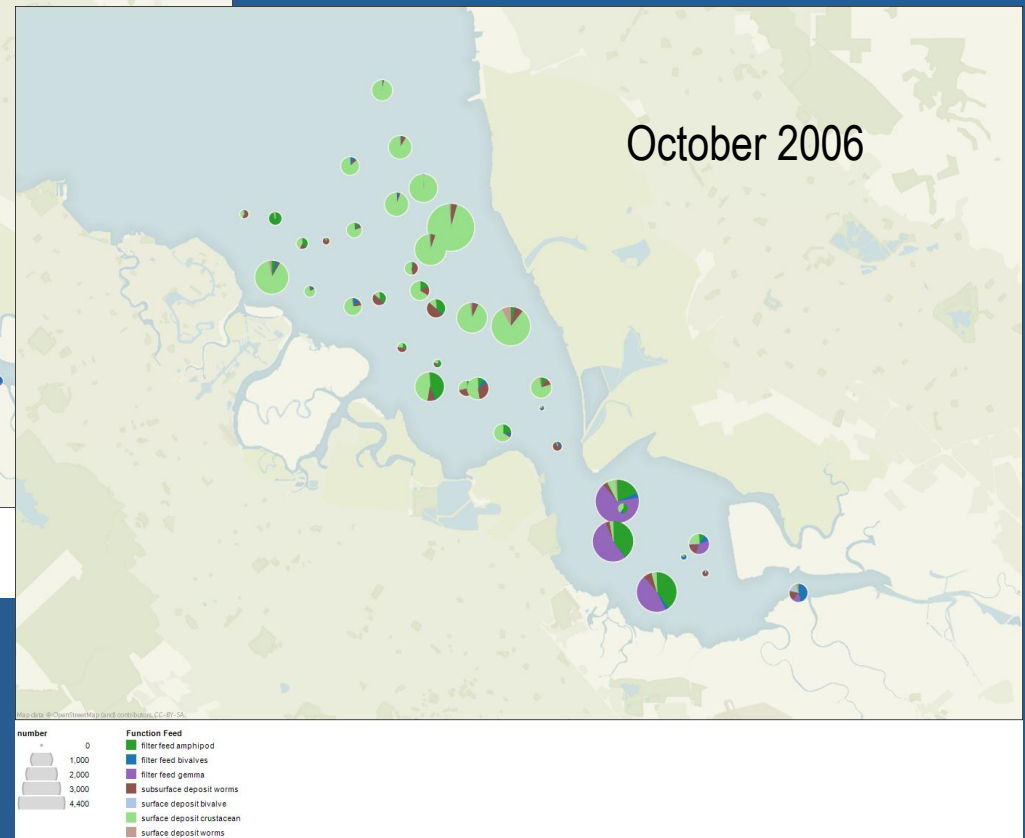 October 2006
Map data © OpenStreetMap (and) contributors, CC-BY-SA
number
0
1,000
2,000
3,000
4,400
Function Feed
filter feed amphipod
filter feed bivalves
filter feed gemma
subsurface deposit worms
surface deposit bivalve
surface deposit crustacean
surface deposit worms